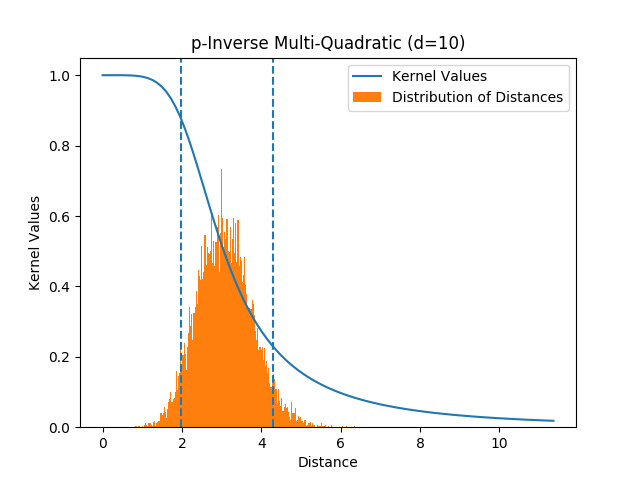 p-Inverse Multi-Quadratic (d=10)
Kernel Values
Distribution of Distances
1.0
0.8
0.6
0.4
0.2
0.0
Kernel Values
0
2
4
6
8
10
Distance